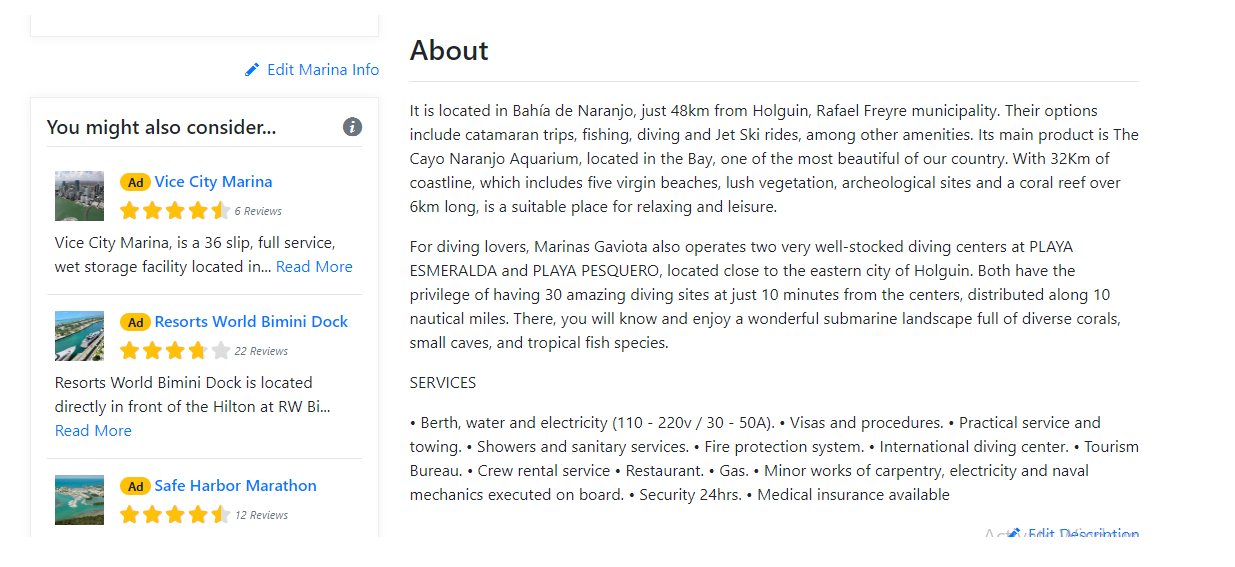 Edit Marina Info
You might also consider...
Ad Vice City Marina
6 Reviews
Vice City Marina, is a 36 slip, full service,
wet storage facility located in... Read More
Ad Resorts World Bimini Dock
22 Reviews
Resorts World Bimini Dock is located
directly in front of the Hilton at RW Bi...
Read More
Ad Safe Harbor Marathon
12 Reviews
About
It is located in Bahía de Naranjo, just 48km from Holguin, Rafael Freyre municipality. Their options
include catamaran trips, fishing, diving and Jet Ski rides, among other amenities. Its main product is The
Cayo Naranjo Aquarium, located in the Bay, one of the most beautiful of our country. With 32Km of
coastline, which includes five virgin beaches, lush vegetation, archeological sites and a coral reef over
6km long, is a suitable place for relaxing and leisure.
For diving lovers, Marinas Gaviota also operates two very well-stocked diving centers at PLAYA
ESMERALDA and PLAYA PESQUERO, located close to the eastern city of Holguin. Both have the
privilege of having 30 amazing diving sites at just 10 minutes from the centers, distributed along 10
nautical miles. There, you will know and enjoy a wonderful submarine landscape full of diverse corals,
small caves, and tropical fish species.
SERVICES
• Berth, water and electricity (110 - 220v / 30 - 50A). • Visas and procedures. • Practical service and
towing. • Showers and sanitary services. • Fire protection system. • International diving center. • Tourism
Bureau. • Crew rental service • Restaurant. • Gas. • Minor works of carpentry, electricity and naval
mechanics executed on board. • Security 24hrs. • Medical insurance available
Edit Description